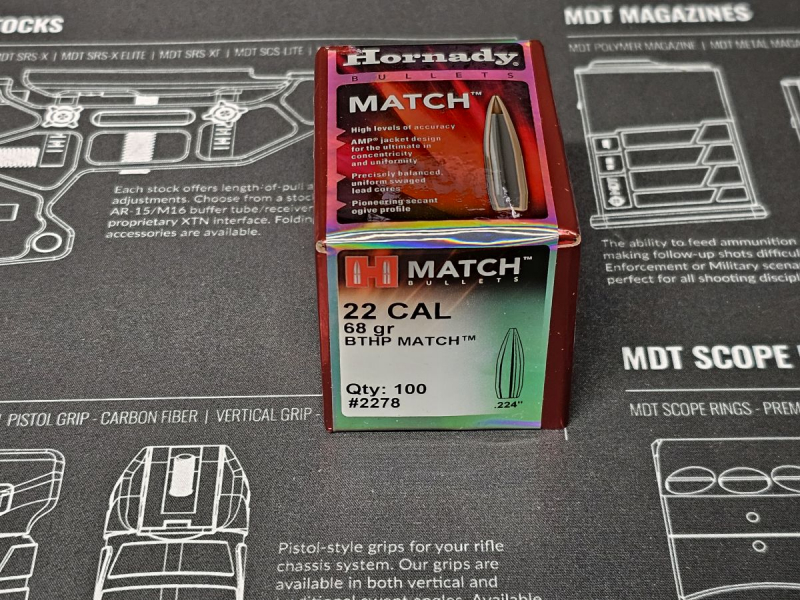 TOCKS
MDT SRS-X | MDT SRS-X ELITE | MDT SRS XT | MDT SCS-LITE |
Each stock offers length-of-pull a
adjustments. Choose from a stoc
AR-15/M16 buffer tube/receiver
proprietary XTN interface. Folding
accessories are available.
Hornady
BULLETS
MATCH™
High levels of accuracy
AMP® jacket design
for the ultimate in
concentricity
and uniformity
Precisely balanced,
uniform swaged
lead cores
Pioneering secant
ogive profile
H MATCH™
BULLETS
22 CAL
68 gr
BTHP MATCH™
Qty: 100
#2278
.224"
MDT MAGAZINES
MDT POLYMER MAGAZINE | MDT METAL MAGA
The ability to feed ammunition
making follow-up shots difficul
Enforcement or Military scena
perfect for all shooting discipl
MDT SCOPE
MDT SCOPE RINGS - PREM
PISTOL GRIP - CARBON FIBER | VERTICAL GRIP -
Pistol-style grips for your rifle
chassis system. Our grips are
available in both vertical and